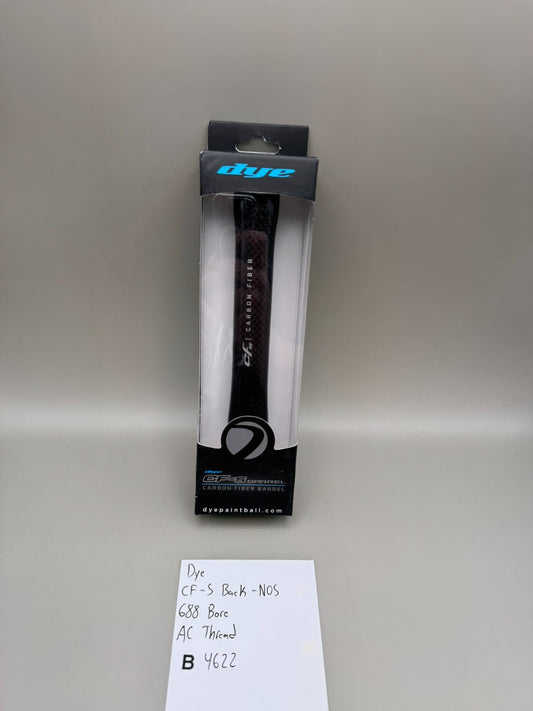 dye
cfs | CARBON FIBER
dye
CF-S BARREL
CARBON FIBER BARREL
dyepaintball.com
Dye
CF-S Back -NOS
688 Bore
AC Thread
B 4622